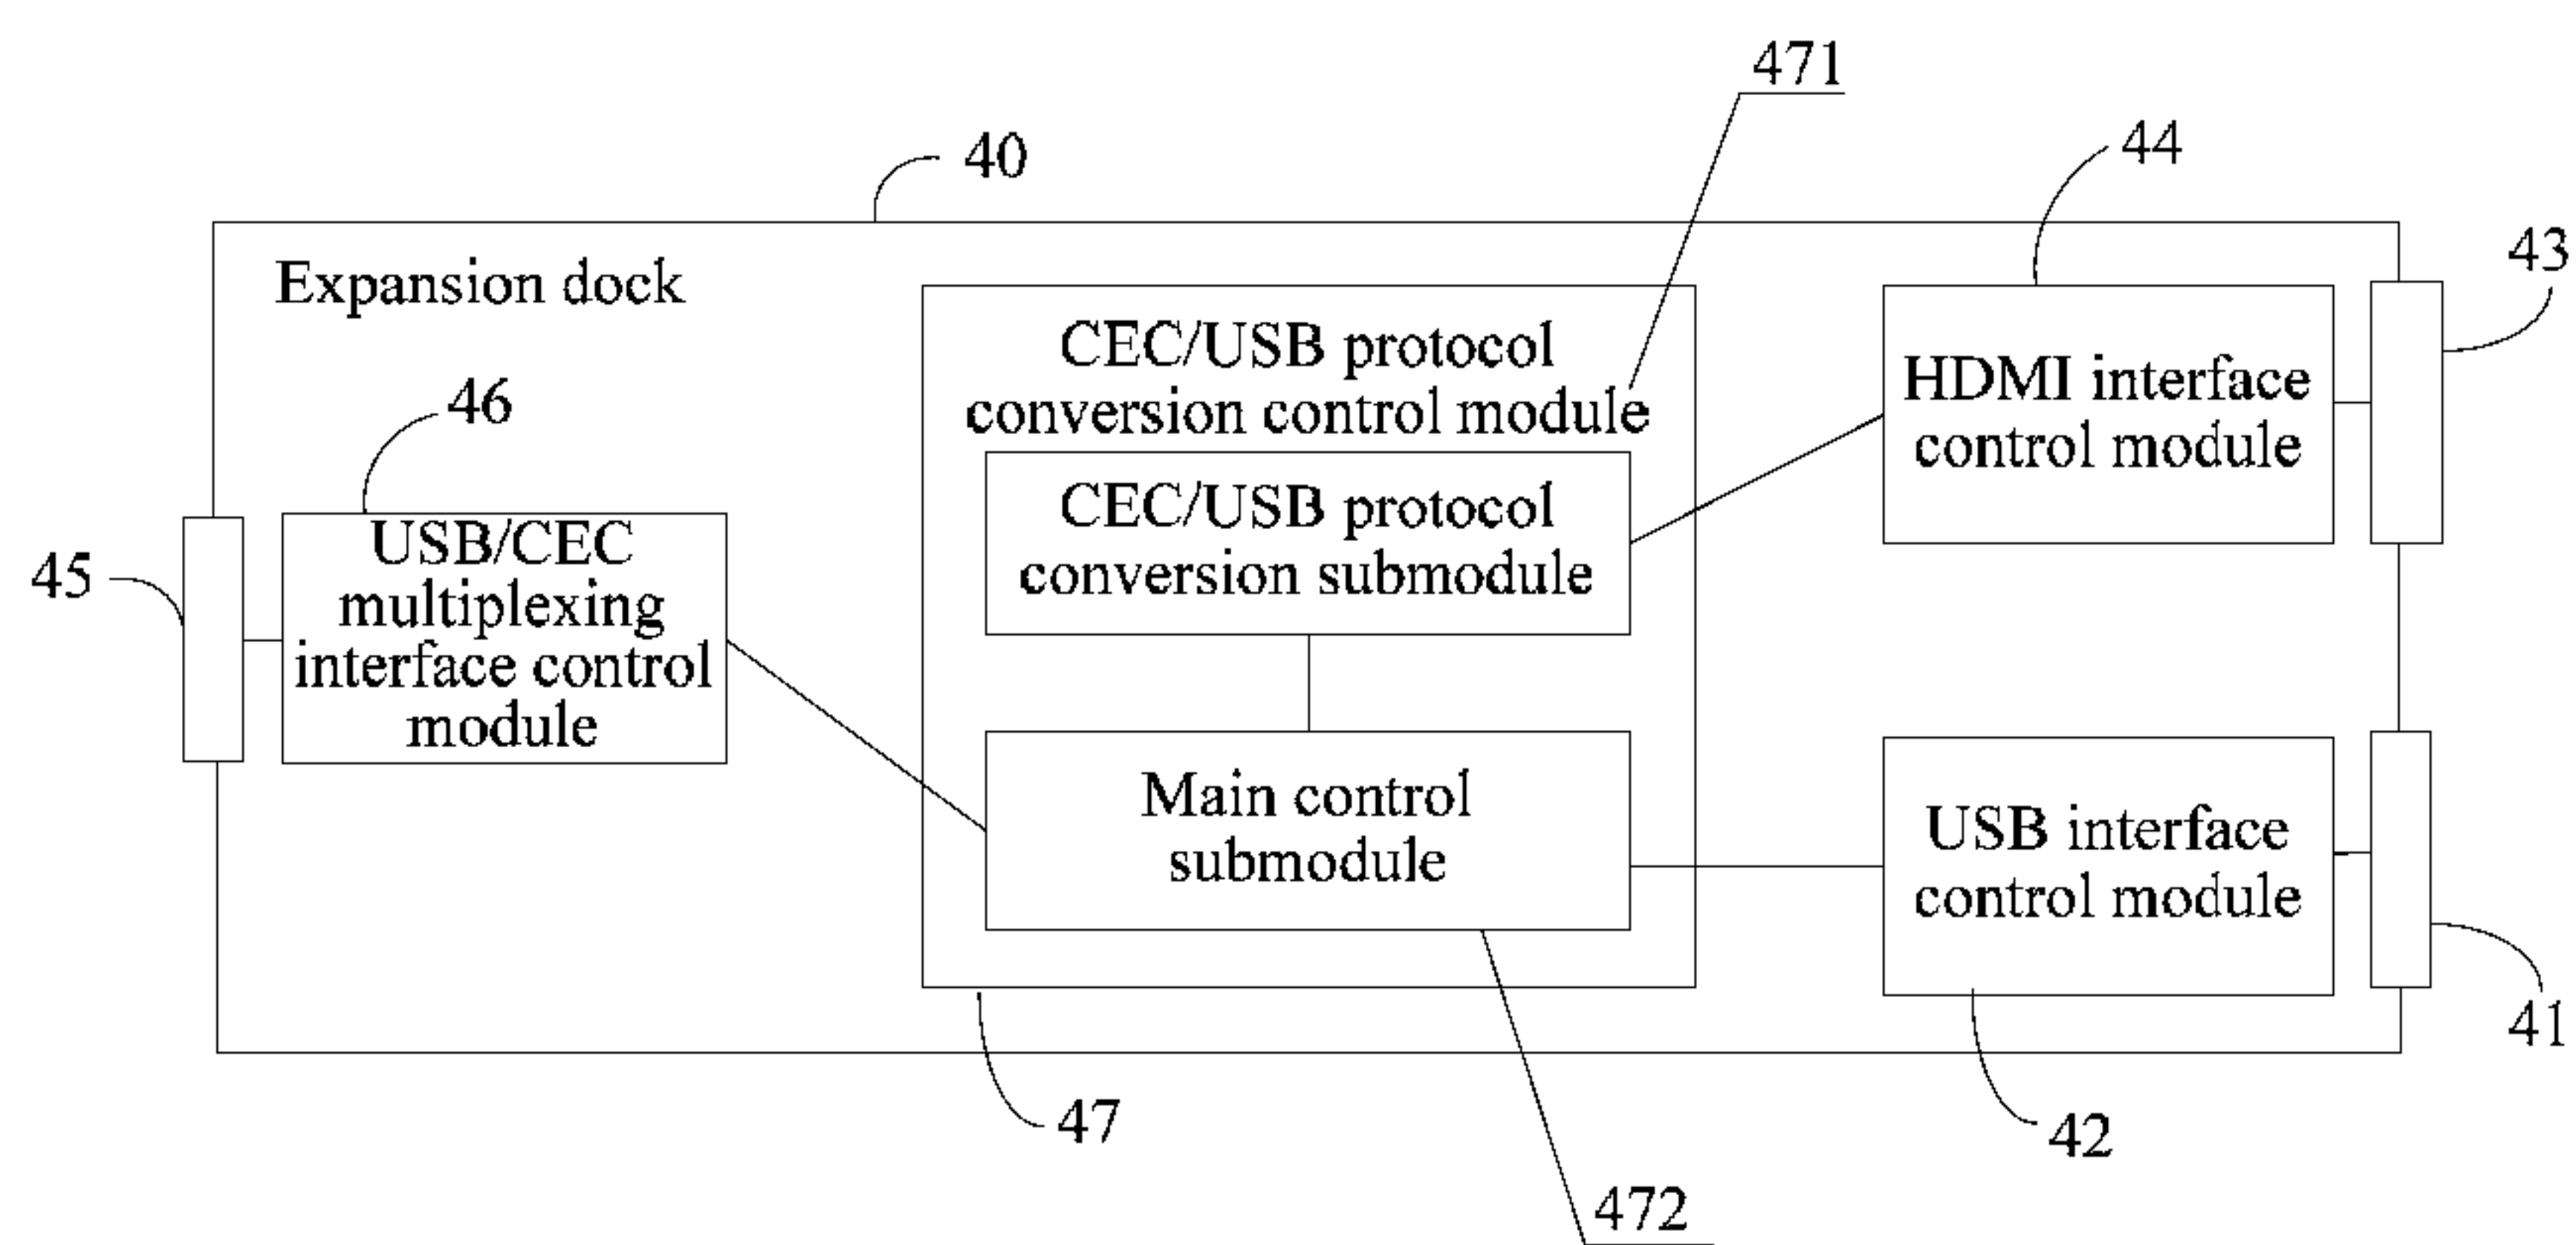 471
40
44
43
Expansion dock
CEC/USB protocol
conversion control module
HDMI interface
control module
46
CEC/USB protocol
conversion submodule
45
USB/CEC
multiplexing
interface control
module
Main control
submodule
USB interface
control module
41
47
42
472